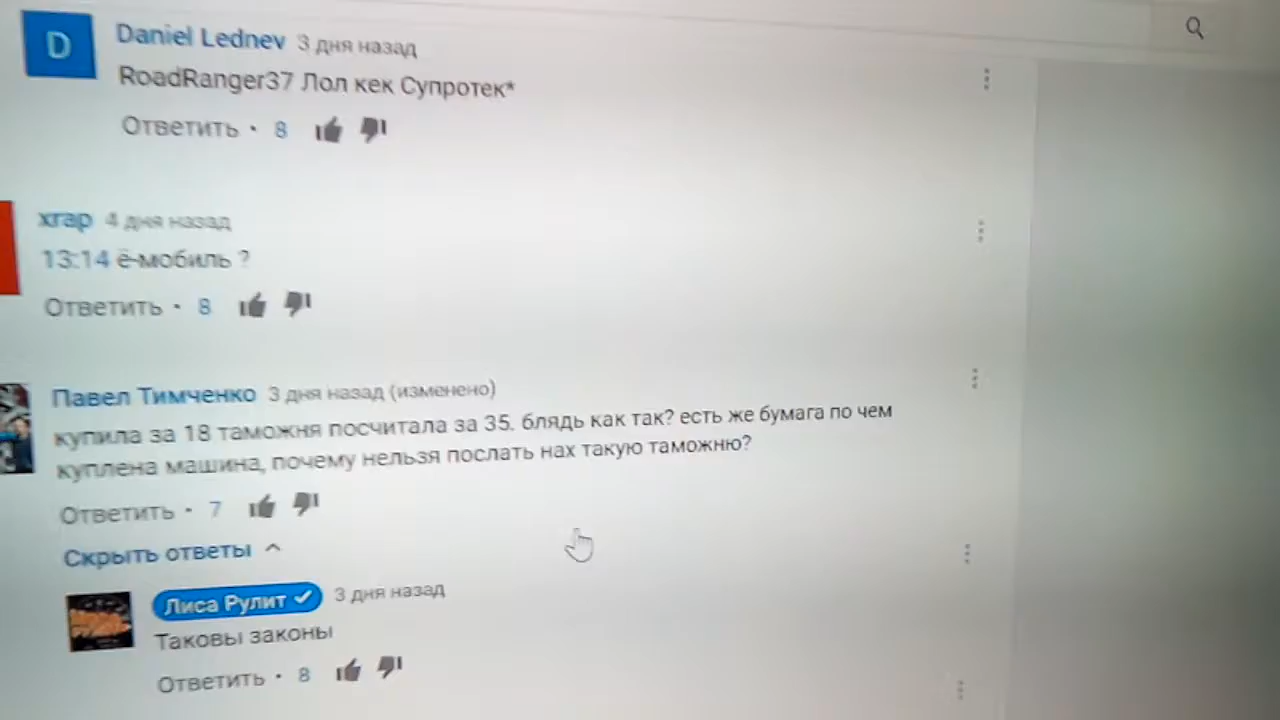 D
Daniel Lednev 3 дня назад
RoadRanger37 Лол кек Супротек*
Ответить · 8
xrap 4 дня назад
13:14 ё-мобиль ?
Ответить · 8
Павел Тимченко 3 дня назад (изменено)
купила за 18 таможня посчитала за 35. блядь как так? есть же бумага по чем
куплена машина, почему нельзя послать нах такую таможню?
Ответить · 7
Скрыть ответы
Лиса Рулит 3 дня назад
Таковы законы
Ответить · 8